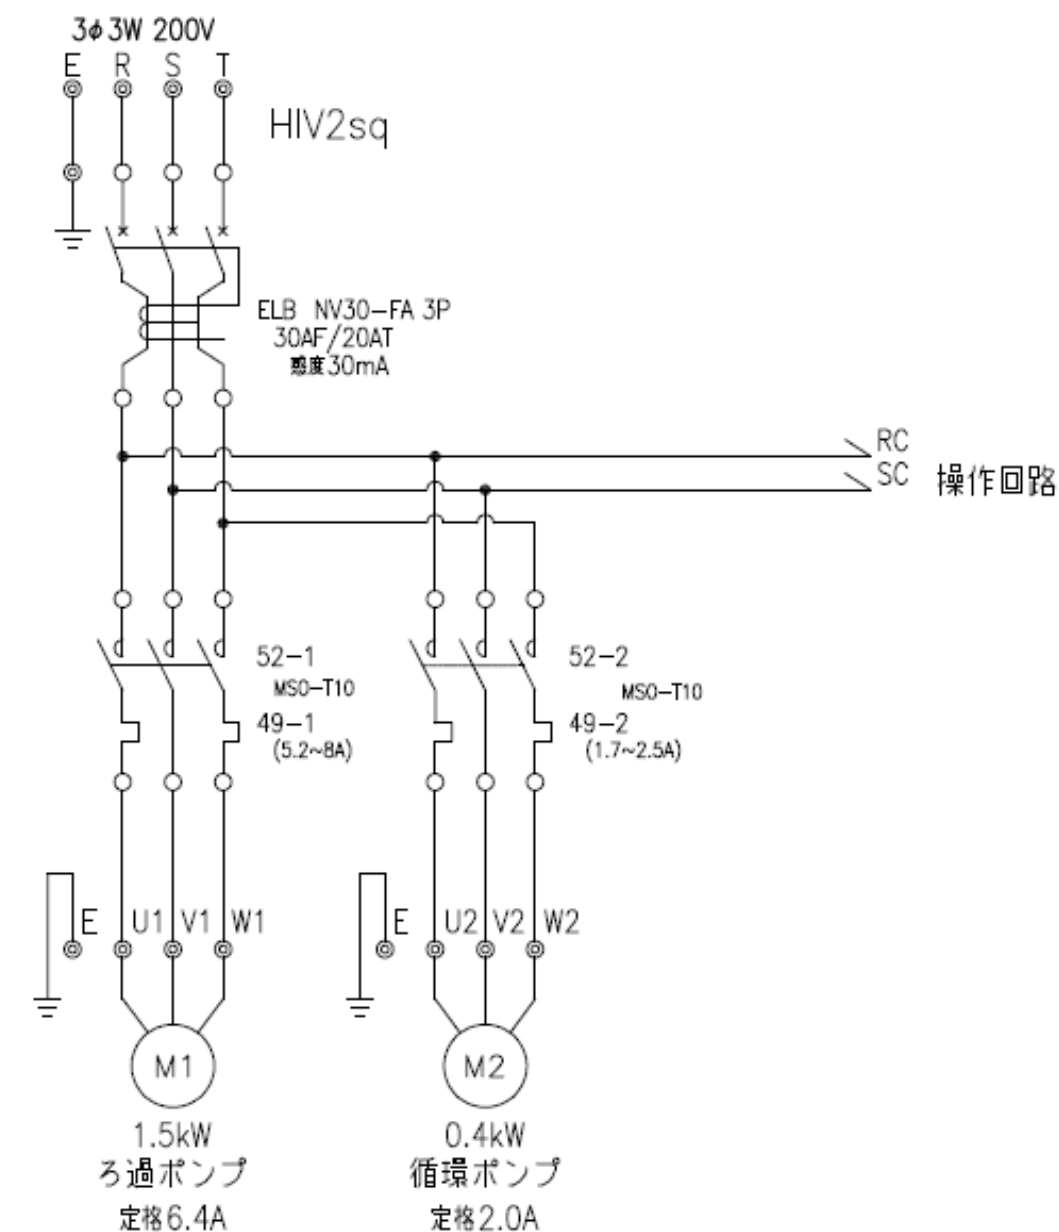 3φ3W 200V
E R S T
HIV2sq
ELB NV30-FA 3P
30AF/20AT
感度30mA
RC
SC
操作回路
52-1
MSO-T10
49-1
(5.2~8A)
52-2
MSO-T10
49-2
(1.7~2.5A)
E U1 V1 W1
E U2 V2 W2
M1
M2
1.5kW
ろ過ポンプ
定格6.4A
0.4kW
循環ポンプ
定格2.0A